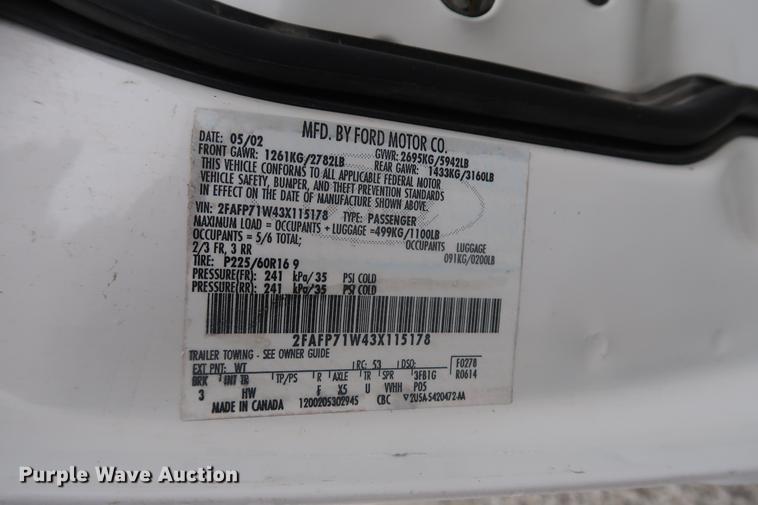 MFD. BY FORD MOTOR CO.
DATE: 05/02 GVWR: 2695KG/5942LB
FRONT GAWR: 1261KG/2782LB REAR GAWR: 1433KG/3160LB
THIS VEHICLE CONFORMS TO ALL APPLICABLE FEDERAL MOTOR
VEHICLE SAFETY, BUMPER, AND THEFT PREVENTION STANDARDS
IN EFFECT ON THE DATE OF MANUFACTURE SHOWN ABOVE.
VIN: 2FAFP71W43X115178 TYPE: PASSENGER
MAXIMUM LOAD = OCCUPANTS + LUGGAGE =499KG/1100LB
OCCUPANTS = 5/6 TOTAL; OCCUPANTS LUGGAGE
2/3 FR, 3 RR 091KG/0200LB
TIRE: P225/60R16 9
PRESSURE(FR): 241 kPa/35 PSI COLD
PRESSURE(RR): 241 kPa/35 PSI COLD
2FAFP71W43X115178
TRAILER TOWING - SEE OWNER GUIDE
EXT PNT: WT RC: 53 DSO: F0278
BRK INT TR TP/PS R AXLE TR SPR 3FB1G R0614
3 HW F X5 U VVHH P05
MADE IN CANADA 1200205302945 CBC 2U5A-5420472-AA
Purple Wave Auction